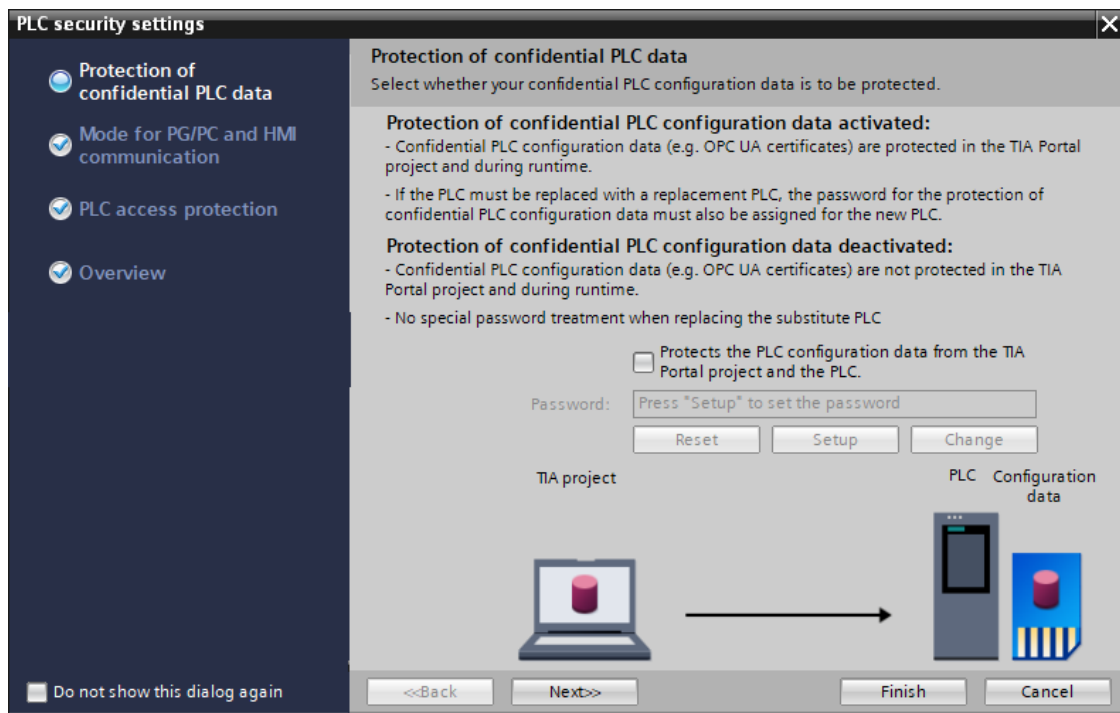 PLC security settings
Protection of
confidential PLC data
Mode for PG/PC and HMI
communication
PLC access protection
Overview
Do not show this dialog again
Protection of confidential PLC data
Select whether your confidential PLC configuration data is to be protected.
Protection of confidential PLC configuration data activated:
- Confidential PLC configuration data (e.g. OPC UA certificates) are protected in the TIA Portal
project and during runtime.
- If the PLC must be replaced with a replacement PLC, the password for the protection of
confidential PLC configuration data must also be assigned for the new PLC.
Protection of confidential PLC configuration data deactivated:
- Confidential PLC configuration data (e.g. OPC UA certificates) are not protected in the TIA
Portal project and during runtime.
- No special password treatment when replacing the substitute PLC
Protects the PLC configuration data from the TIA
Portal project and the PLC.
Password: Press "Setup" to set the password
Reset Setup Change
TIA project PLC Configuration
data
<<Back Next>> Finish Cancel